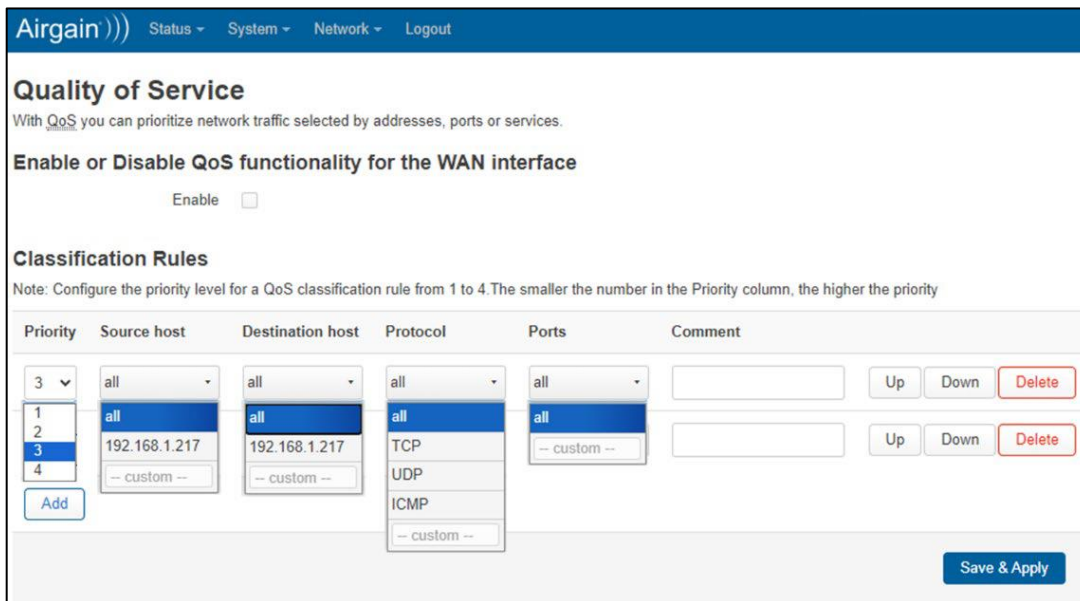 Airgain))) Status System Network Logout
Quality of Service
With QoS you can prioritize network traffic selected by addresses, ports or services.
Enable or Disable QoS functionality for the WAN interface
Enable
Classification Rules
Note: Configure the priority level for a QoS classification rule from 1 to 4.The smaller the number in the Priority column, the higher the priority
Priority Source host Destination host Protocol Ports Comment
3 all all all all Up Down Delete
1 all all all all
2 192.168.1.217 192.168.1.217 TCP -- custom -- Up Down Delete
3
4 -- custom -- -- custom -- UDP
Add ICMP
-- custom --
Save & Apply